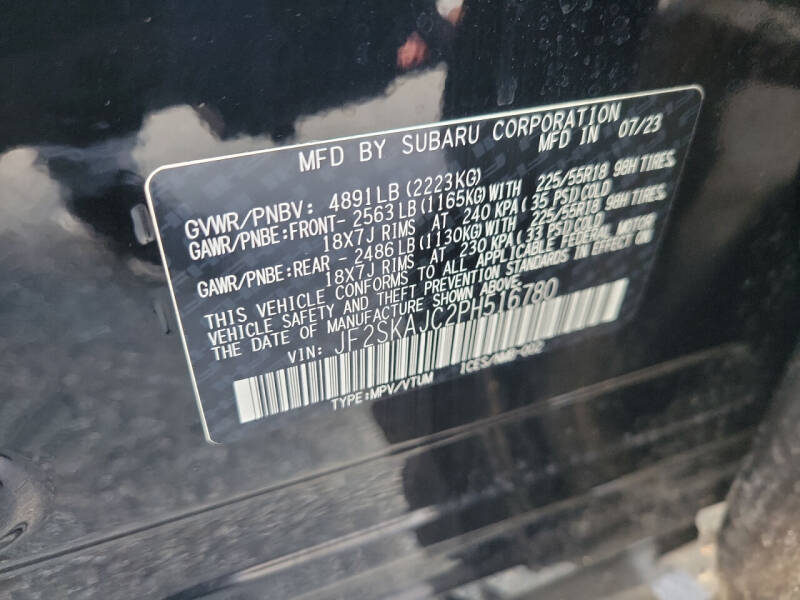 MFD BY SUBARU CORPORATION
MFD IN 07/23
GVWR/PNBV: 4891LB(2223KG)
GAWR/PNBE:FRONT- 2563LB(1165KG)WITH 225/55R18 98H TIRES,
18X7J RIMS AT 240 KPA(35 PSI)COLD
GAWR/PNBE:REAR - 2486LB(1130KG)WITH 225/55R18 98H TIRES,
18X7J RIMS AT 230 KPA(33 PSI)COLD
THIS VEHICLE CONFORMS TO ALL APPLICABLE FEDERAL MOTOR
VEHICLE SAFETY AND THEFT PREVENTION STANDARDS IN EFFECT ON
THE DATE OF MANUFACTURE SHOWN ABOVE.
VIN: JF2SKAJC2PH516780
TYPE:MPV/VTUM ICES/NMB-002